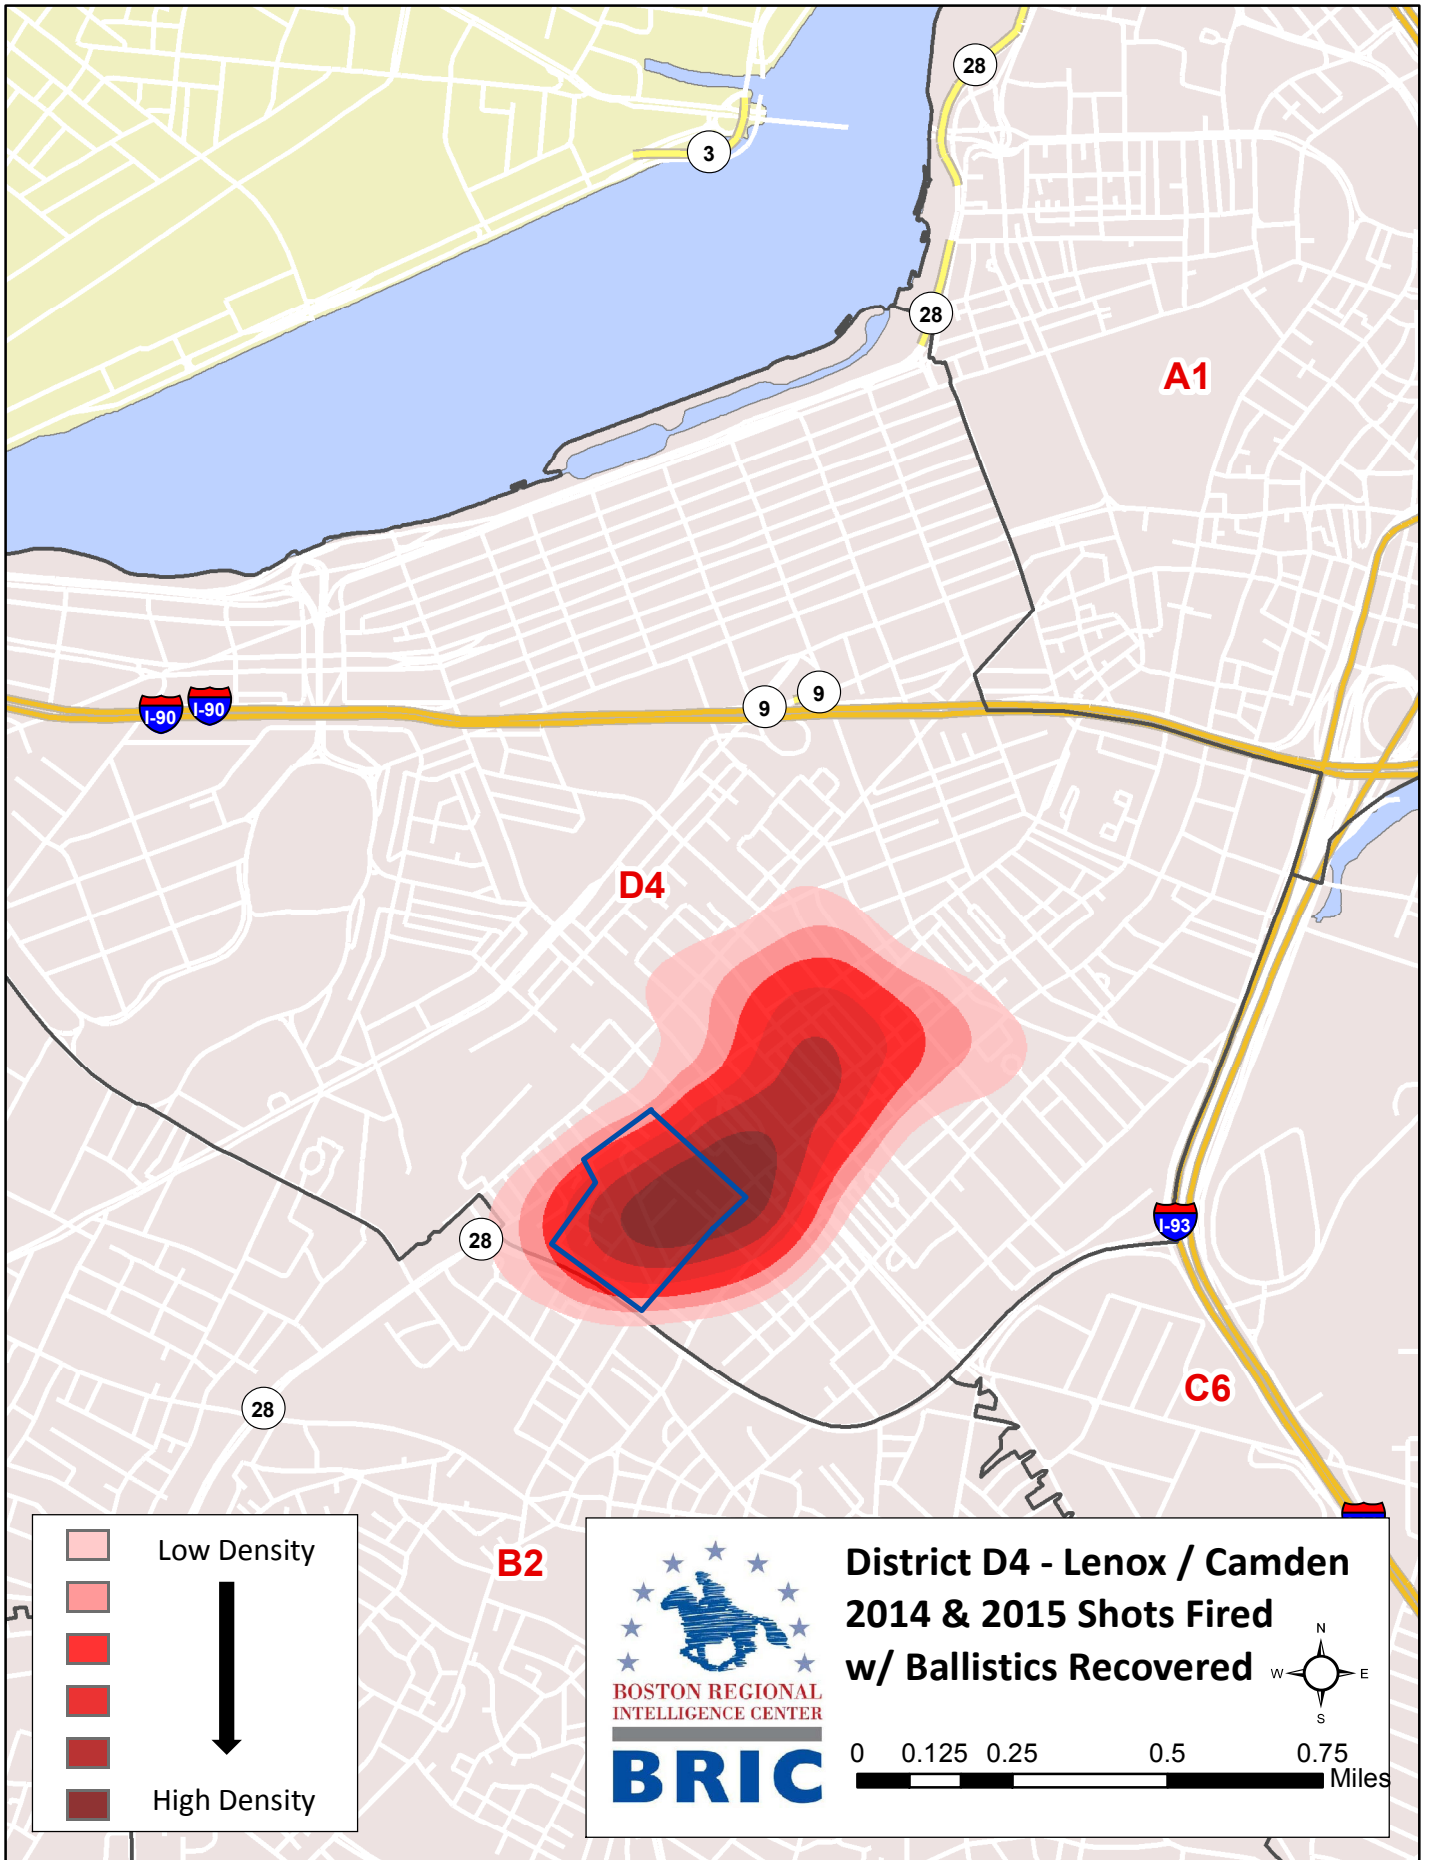 28
3
28
A1
I-90
I-90
9
9
D4
28
I-93
C6
28
B2
Low Density
High Density
BOSTON REGIONAL
INTELLIGENCE CENTER
BRIC
District D4 - Lenox / Camden
2014 & 2015 Shots Fired
w/ Ballistics Recovered
N
W E
S
0 0.125 0.25 0.5 0.75
Miles